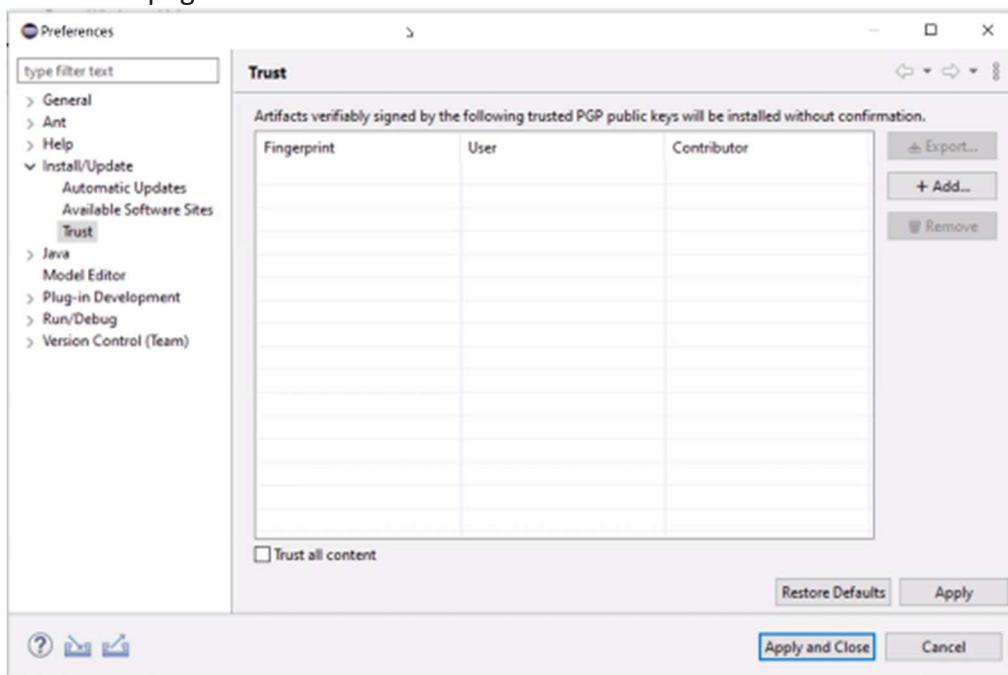 Preferences
type filter text
Trust
General
Ant
Help
Install/Update
Automatic Updates
Available Software Sites
Trust
Java
Model Editor
Plug-in Development
Run/Debug
Version Control (Team)
Artifacts verifiably signed by the following trusted PGP public keys will be installed without confirmation.
Fingerprint User Contributor
Export...
+ Add...
Remove
Trust all content
Restore Defaults Apply
Apply and Close Cancel